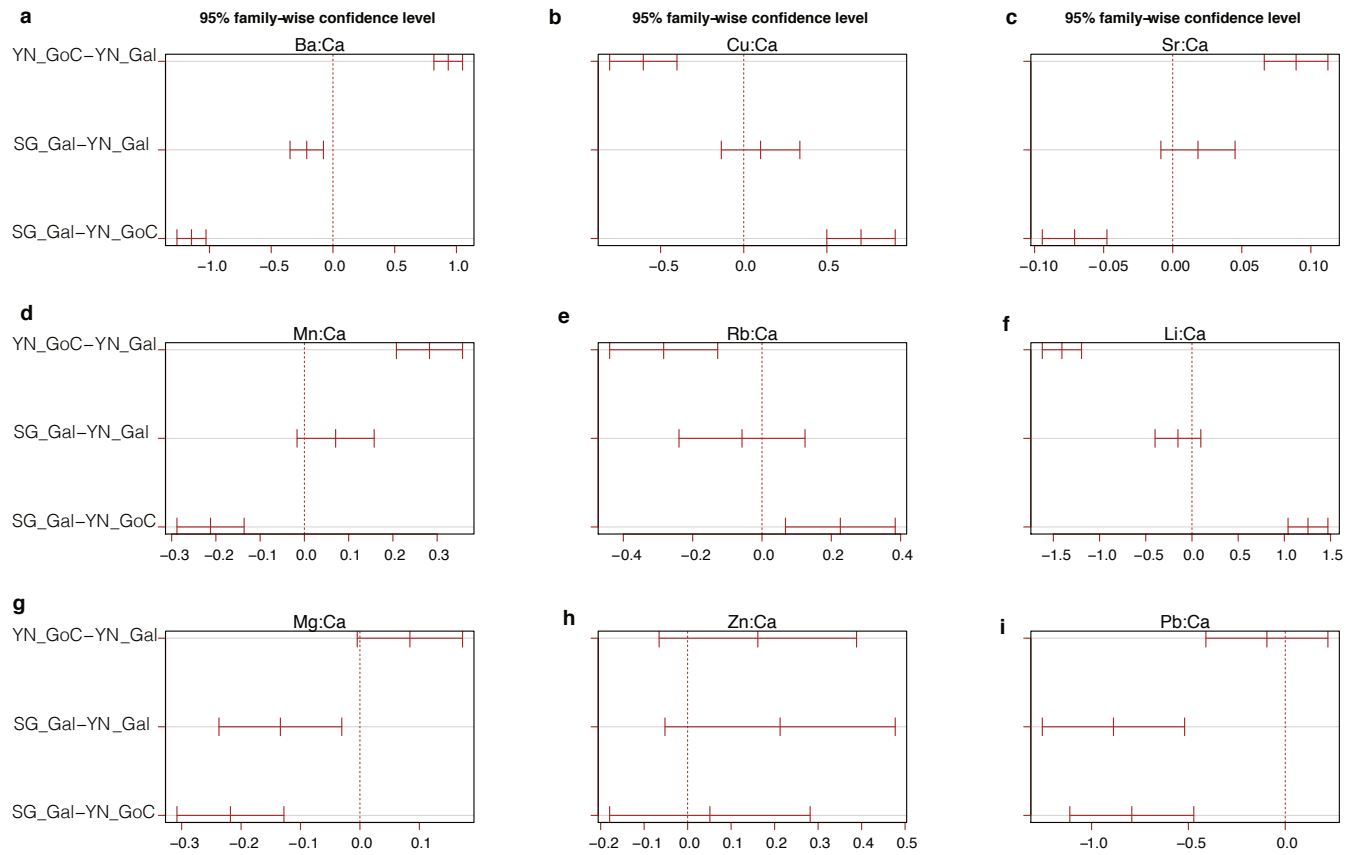 a 95% family-wise confidence level b 95% family-wise confidence level c 95% family-wise confidence level
Ba:Ca Cu:Ca Sr:Ca
YN_GoC-YN_Gal
SG_Gal-YN_Gal
SG_Gal-YN_GoC
-1.0 -0.5 0.0 0.5 1.0 -0.5 0.0 0.5 -0.10 -0.05 0.00 0.05 0.10
d e f
Mn:Ca Rb:Ca Li:Ca
YN_GoC-YN_Gal
SG_Gal-YN_Gal
SG_Gal-YN_GoC
-0.3 -0.2 -0.1 0.0 0.1 0.2 0.3 -0.4 -0.2 0.0 0.2 0.4 -1.5 -1.0 -0.5 0.0 0.5 1.0 1.5
g h i
Mg:Ca Zn:Ca Pb:Ca
YN_GoC-YN_Gal
SG_Gal-YN_Gal
SG_Gal-YN_GoC
-0.3 -0.2 -0.1 0.0 0.1 -0.2 -0.1 0.0 0.1 0.2 0.3 0.4 0.5 -1.0 -0.5 0.0